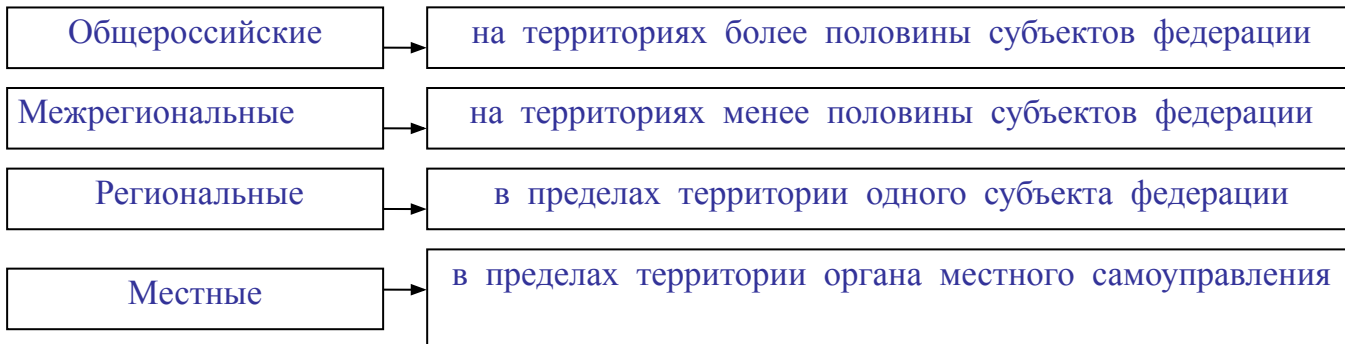 Общероссийские
на территориях более половины субъектов федерации
Межрегиональные
на территориях менее половины субъектов федерации
Региональные
в пределах территории одного субъекта федерации
Местные
в пределах территории органа местного самоуправления